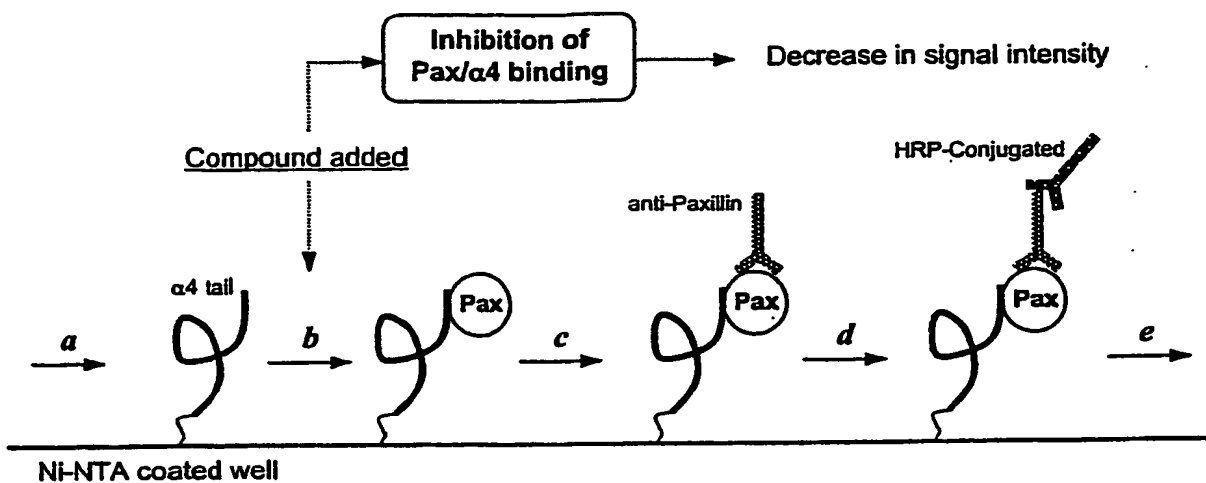 Inhibition of
Pax/α4 binding
Decrease in signal intensity
Compound added
HRP-Conjugated
anti-Paxillin
α4 tail
Pax
Pax
Pax
a
b
c
d
e
Ni-NTA coated well